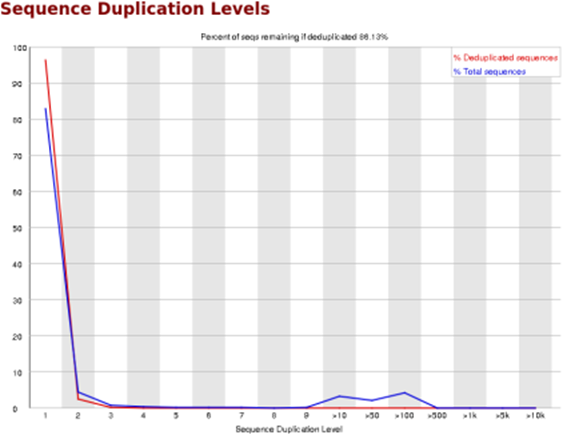 Sequence Duplication Levels
Percent of seqs remaining if deduplicated 86.13%
% Deduplicated sequences
% Total sequences
100
90
80
70
60
50
40
30
20
10
0
1 2 3 4 5 6 7 8 9 >10 >50 >100 >500 >1k >5k >10k
Sequence Duplication Level